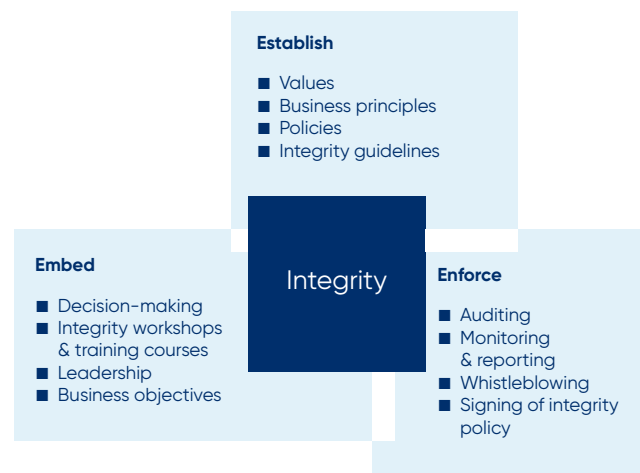 Establish
■ Values
■ Business principles
■ Policies
■ Integrity guidelines
Integrity
Embed
■ Decision-making
■ Integrity workshops
& training courses
■ Leadership
■ Business objectives
Enforce
■ Auditing
■ Monitoring
& reporting
■ Whistleblowing
■ Signing of integrity
policy